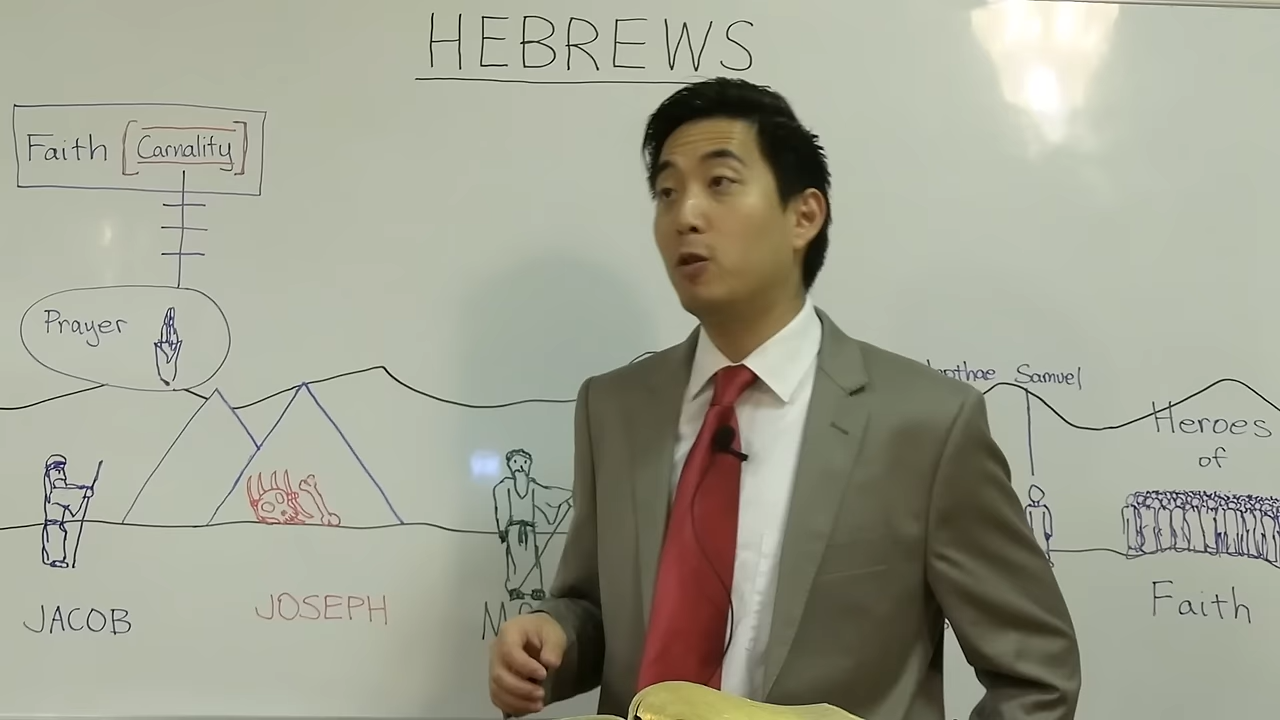 HEBREWS
Faith [Carnality]
Prayer
Samuel
Heroes
of
Faith
JACOB
JOSEPH